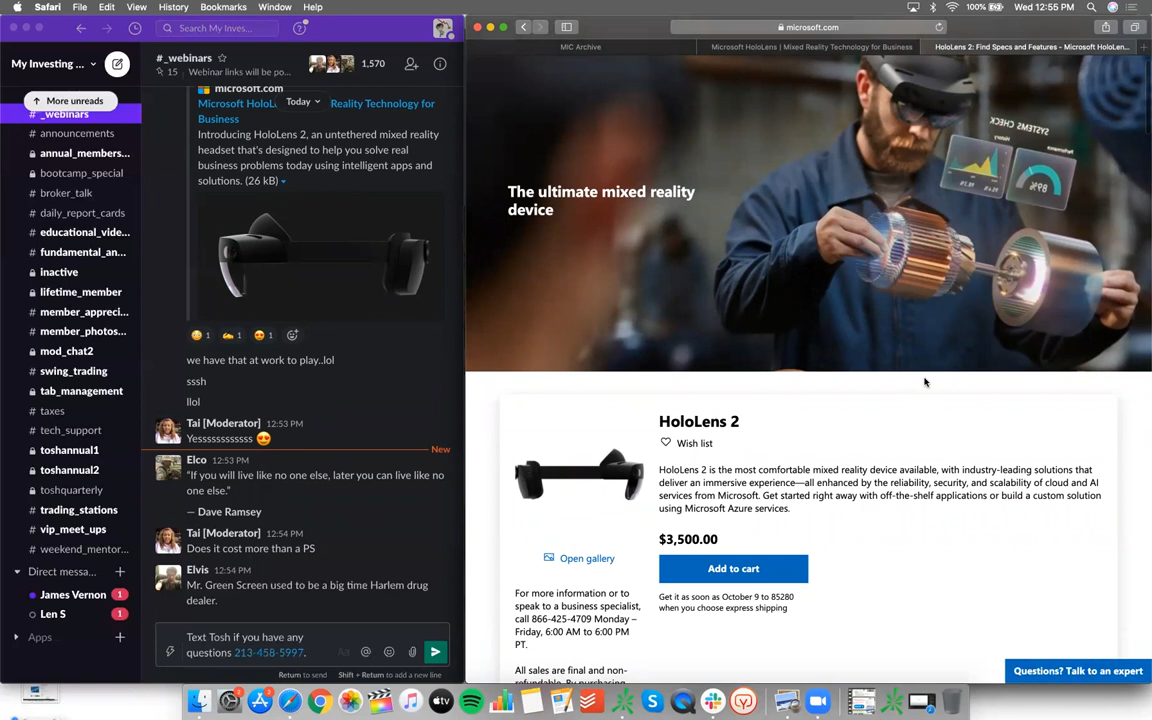 Safari File Edit View History Bookmarks Window Help
100% Wed 12:55 PM
Search My Inves...
My Investing ...
More unreads
# _webinars
# announcements
annual_members...
bootcamp_special
# broker_talk
# daily_report_cards
# educational_vide...
# fundamental_an...
inactive
lifetime_member
# member_appreci...
# member_photos...
mod_chat2
# swing_trading
tab_management
# taxes
# tech_support
toshannual1
toshannual2
# toshquarterly
# trading_stations
# vip_meet_ups
# weekend_mentor...
Direct messa...
James Vernon 1
Len S 1
Apps
#_webinars
15 Webinar links will be po...
1,570
microsoft.com
Today
Microsoft HoloL Reality Technology for
Business
Introducing HoloLens 2, an untethered mixed reality
headset that's designed to help you solve real
business problems today using intelligent apps and
solutions. (26 kB)
1 1 1
we have that at work to play..lol
sssh
llol
Tai [Moderator] 12:53 PM
Yesssssssssss
New
Elco 12:53 PM
"If you will live like no one else, later you can live like no
one else."
— Dave Ramsey
Tai [Moderator] 12:54 PM
Does it cost more than a PS
Elvis 12:54 PM
Mr. Green Screen used to be a big time Harlem drug
dealer.
Text Tosh if you have any
questions 213-458-5997.
Return to send Shift + Return to add a new line
microsoft.com
MIC Archive
Microsoft HoloLens | Mixed Reality Technology for Business
HoloLens 2: Find Specs and Features - Microsoft HoloLen...
SYSTEMS CHECK
The ultimate mixed reality
device
HoloLens 2
Wish list
HoloLens 2 is the most comfortable mixed reality device available, with industry-leading solutions that
deliver an immersive experience—all enhanced by the reliability, security, and scalability of cloud and AI
services from Microsoft. Get started right away with off-the-shelf applications or build a custom solution
using Microsoft Azure services.
$3,500.00
Add to cart
Get it as soon as October 9 to 85280
when you choose express shipping
Open gallery
For more information or to
speak to a business specialist,
call 866-425-4709 Monday –
Friday, 6:00 AM to 6:00 PM
PT.
All sales are final and non-
refundable. By purchasing
Questions? Talk to an expert